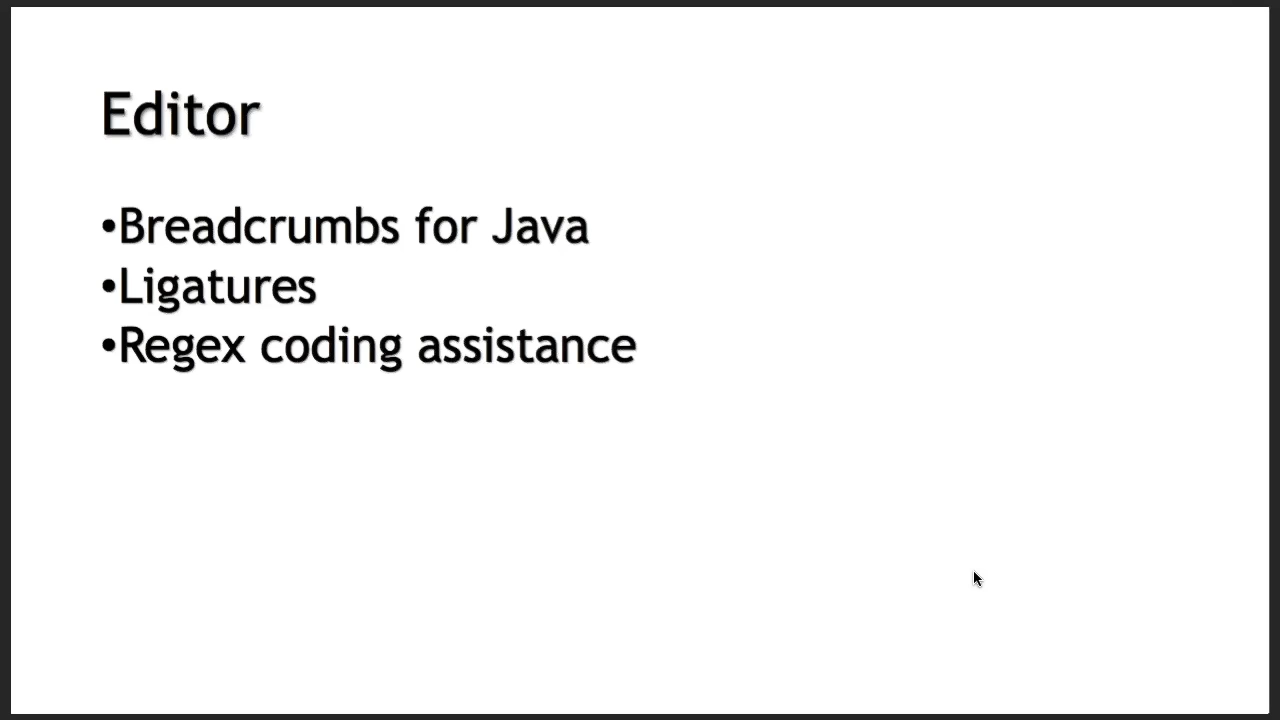 Editor
•Breadcrumbs for Java
•Ligatures
•Regex coding assistance